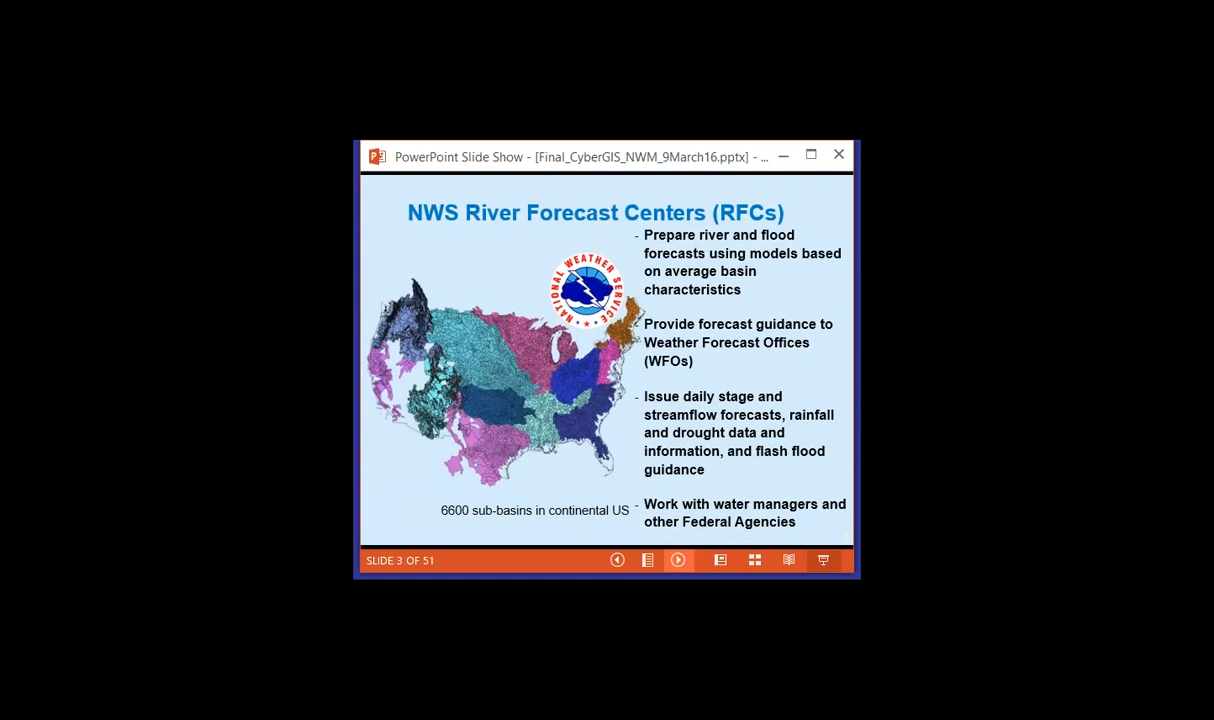 PowerPoint Slide Show - [Final_CyberGIS_NWM_9March16.pptx] - ...
NWS River Forecast Centers (RFCs)
NATIONAL WEATHER SERVICE
- Prepare river and flood
forecasts using models based
on average basin
characteristics
- Provide forecast guidance to
Weather Forecast Offices
(WFOs)
- Issue daily stage and
streamflow forecasts, rainfall
and drought data and
information, and flash flood
guidance
6600 sub-basins in continental US
- Work with water managers and
other Federal Agencies
SLIDE 3 OF 51